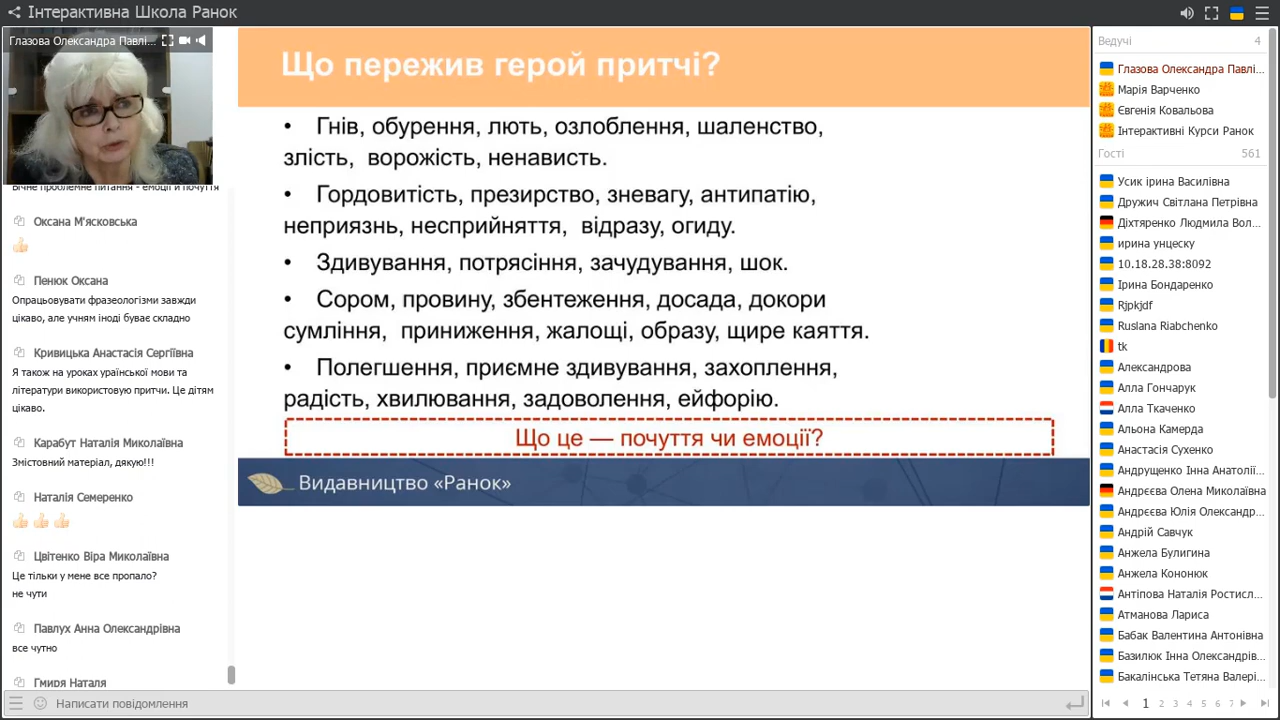 Інтерактивна Школа Ранок
Глазова Олександра Павлі...
Вічне проблемне питання - емоції й почуття
Оксана М'ясковська
Пенюк Оксана
Опрацьовувати фразеологізми завжди
цікаво, але учням іноді буває складно
Кривицька Анастасія Сергіївна
Я також на уроках ураїнської мови та
літератури використовую притчи. Це дітям
цікаво.
Карабут Наталія Миколаївна
Змістовний матеріал, дякую!!!
Наталія Семеренко
Цвітенко Віра Миколаївна
Це тільки у мене все пропало?
не чути
Павлух Анна Олександрівна
все чутно
Гмиря Наталя
Написати повідомлення
Що пережив герой притчі?
• Гнів, обурення, лють, озлоблення, шаленство,
злість, ворожість, ненависть.
• Гордовитість, презирство, зневагу, антипатію,
неприязнь, несприйняття, відразу, огиду.
• Здивування, потрясіння, зачудування, шок.
• Сором, провину, збентеження, досада, докори
сумління, приниження, жалощі, образу, щире каяття.
• Полегшення, приємне здивування, захоплення,
радість, хвилювання, задоволення, ейфорію.
Що це — почуття чи емоції?
Видавництво «Ранок»
Ведучі 4
Глазова Олександра Павлі...
Марія Варченко
Євгенія Ковальова
Інтерактивні Курси Ранок
Гості 561
Усик ірина Василівна
Дружич Світлана Петрівна
Діхтяренко Людмила Вол...
ирина унцеску
10.18.28.38:8092
Ірина Бондаренко
Rjpkjdf
Ruslana Riabchenko
tk
Александрова
Алла Гончарук
Алла Ткаченко
Альона Камерда
Анастасія Сухенко
Андрущенко Інна Анатолії...
Андрєєва Олена Миколаївна
Андрєєва Юлія Олександр...
Андрій Савчук
Анжела Булигина
Анжела Кононюк
Антіпова Наталія Ростисл...
Атманова Лариса
Бабак Валентина Антонівна
Базилюк Інна Олександрів...
Бакалінська Тетяна Валері...
1 2 3 4 5 6 7